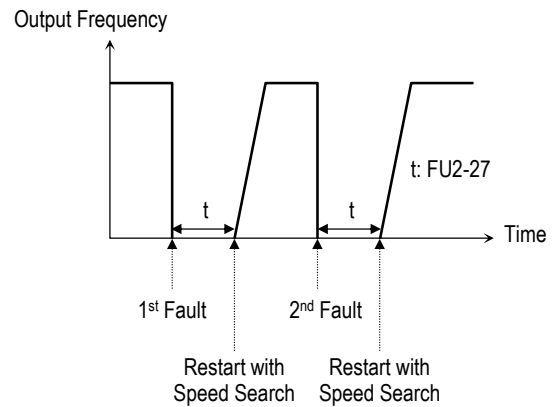 Output Frequency
t: FU2-27
t
t
Time
1st Fault
2nd Fault
Restart with
Speed Search
Restart with
Speed Search